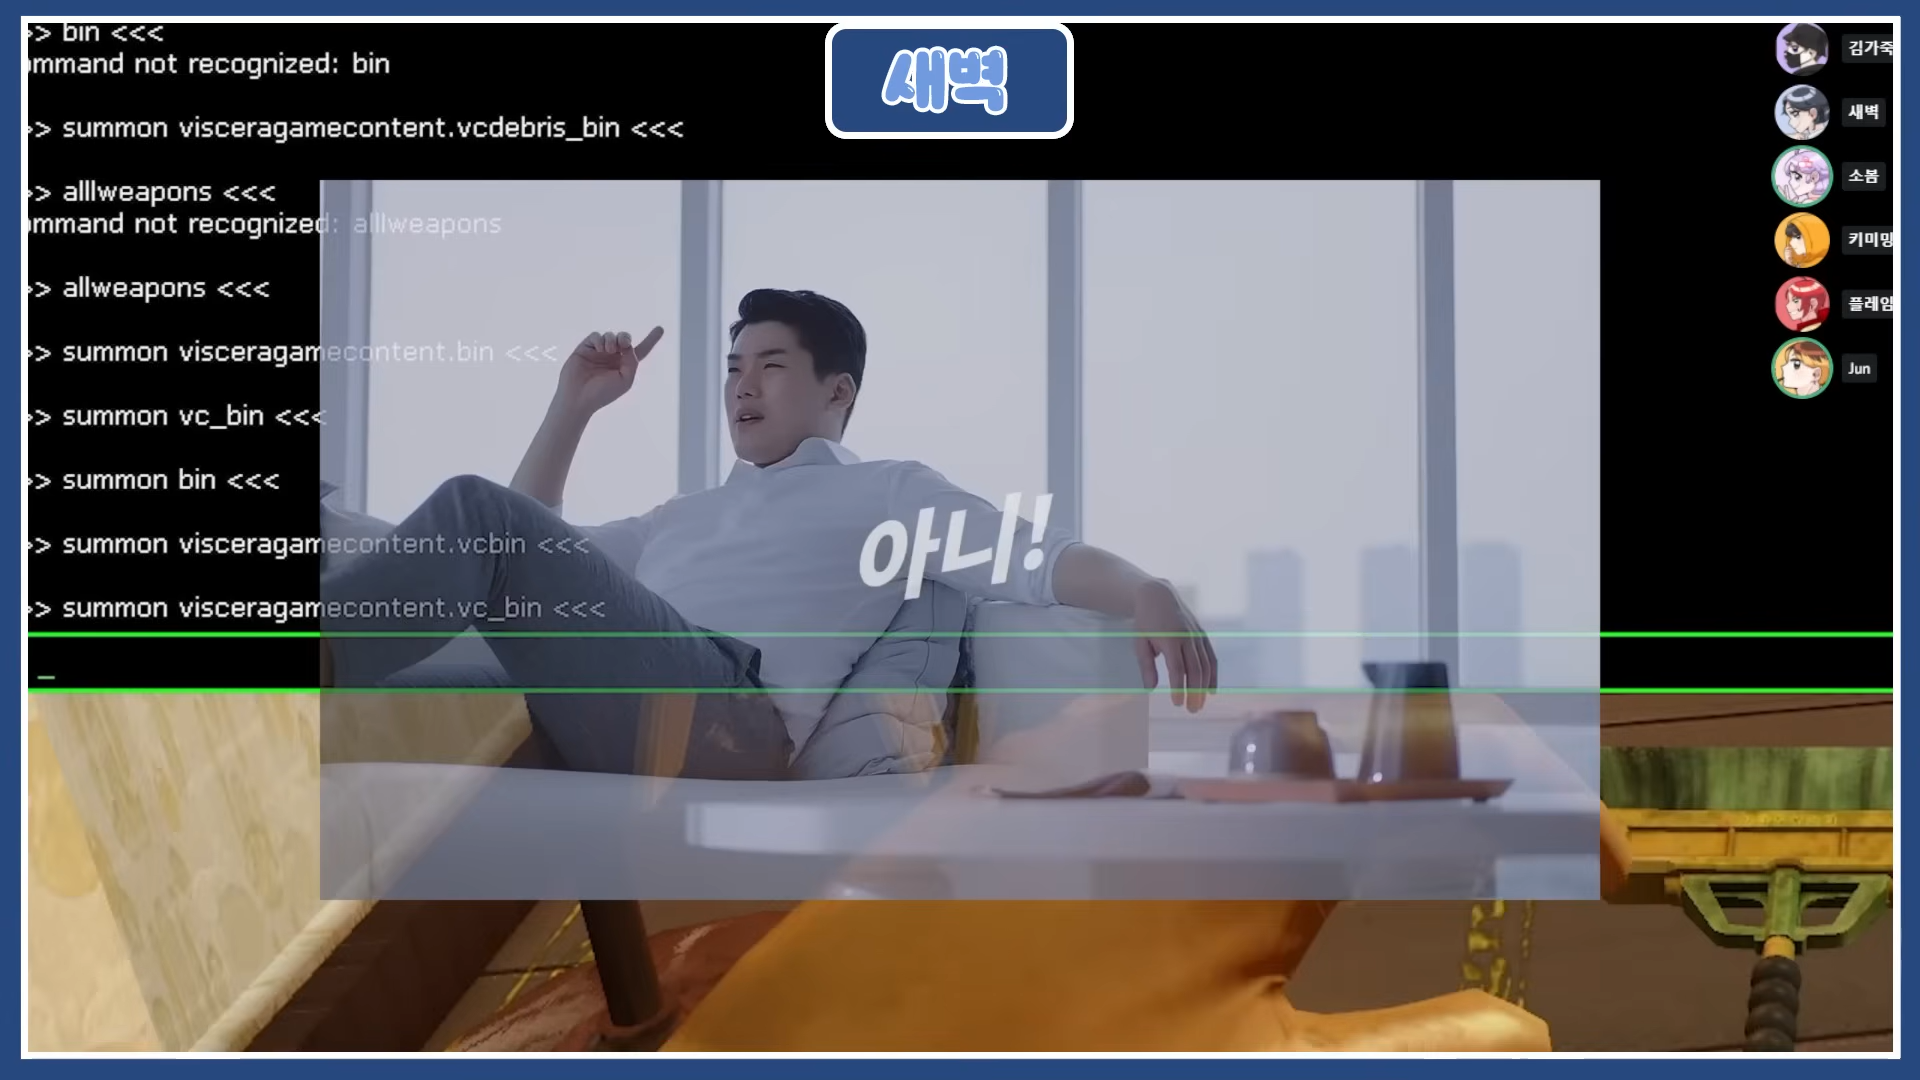 새벽
> bin <<<
ommand not recognized: bin
> summon visceragamecontent.vcdebris_bin <<<
> alllweapons <<<
ommand not recognized: alllweapons
> allweapons <<<
> summon visceragamecontent.bin <<<
> summon vc_bin <<<
> summon bin <<<
> summon visceragamecontent.vcbin <<<
> summon visceragamecontent.vc_bin <<<
_
아니!
김가죽
새벽
소봄
키미밍
플레임
Jun